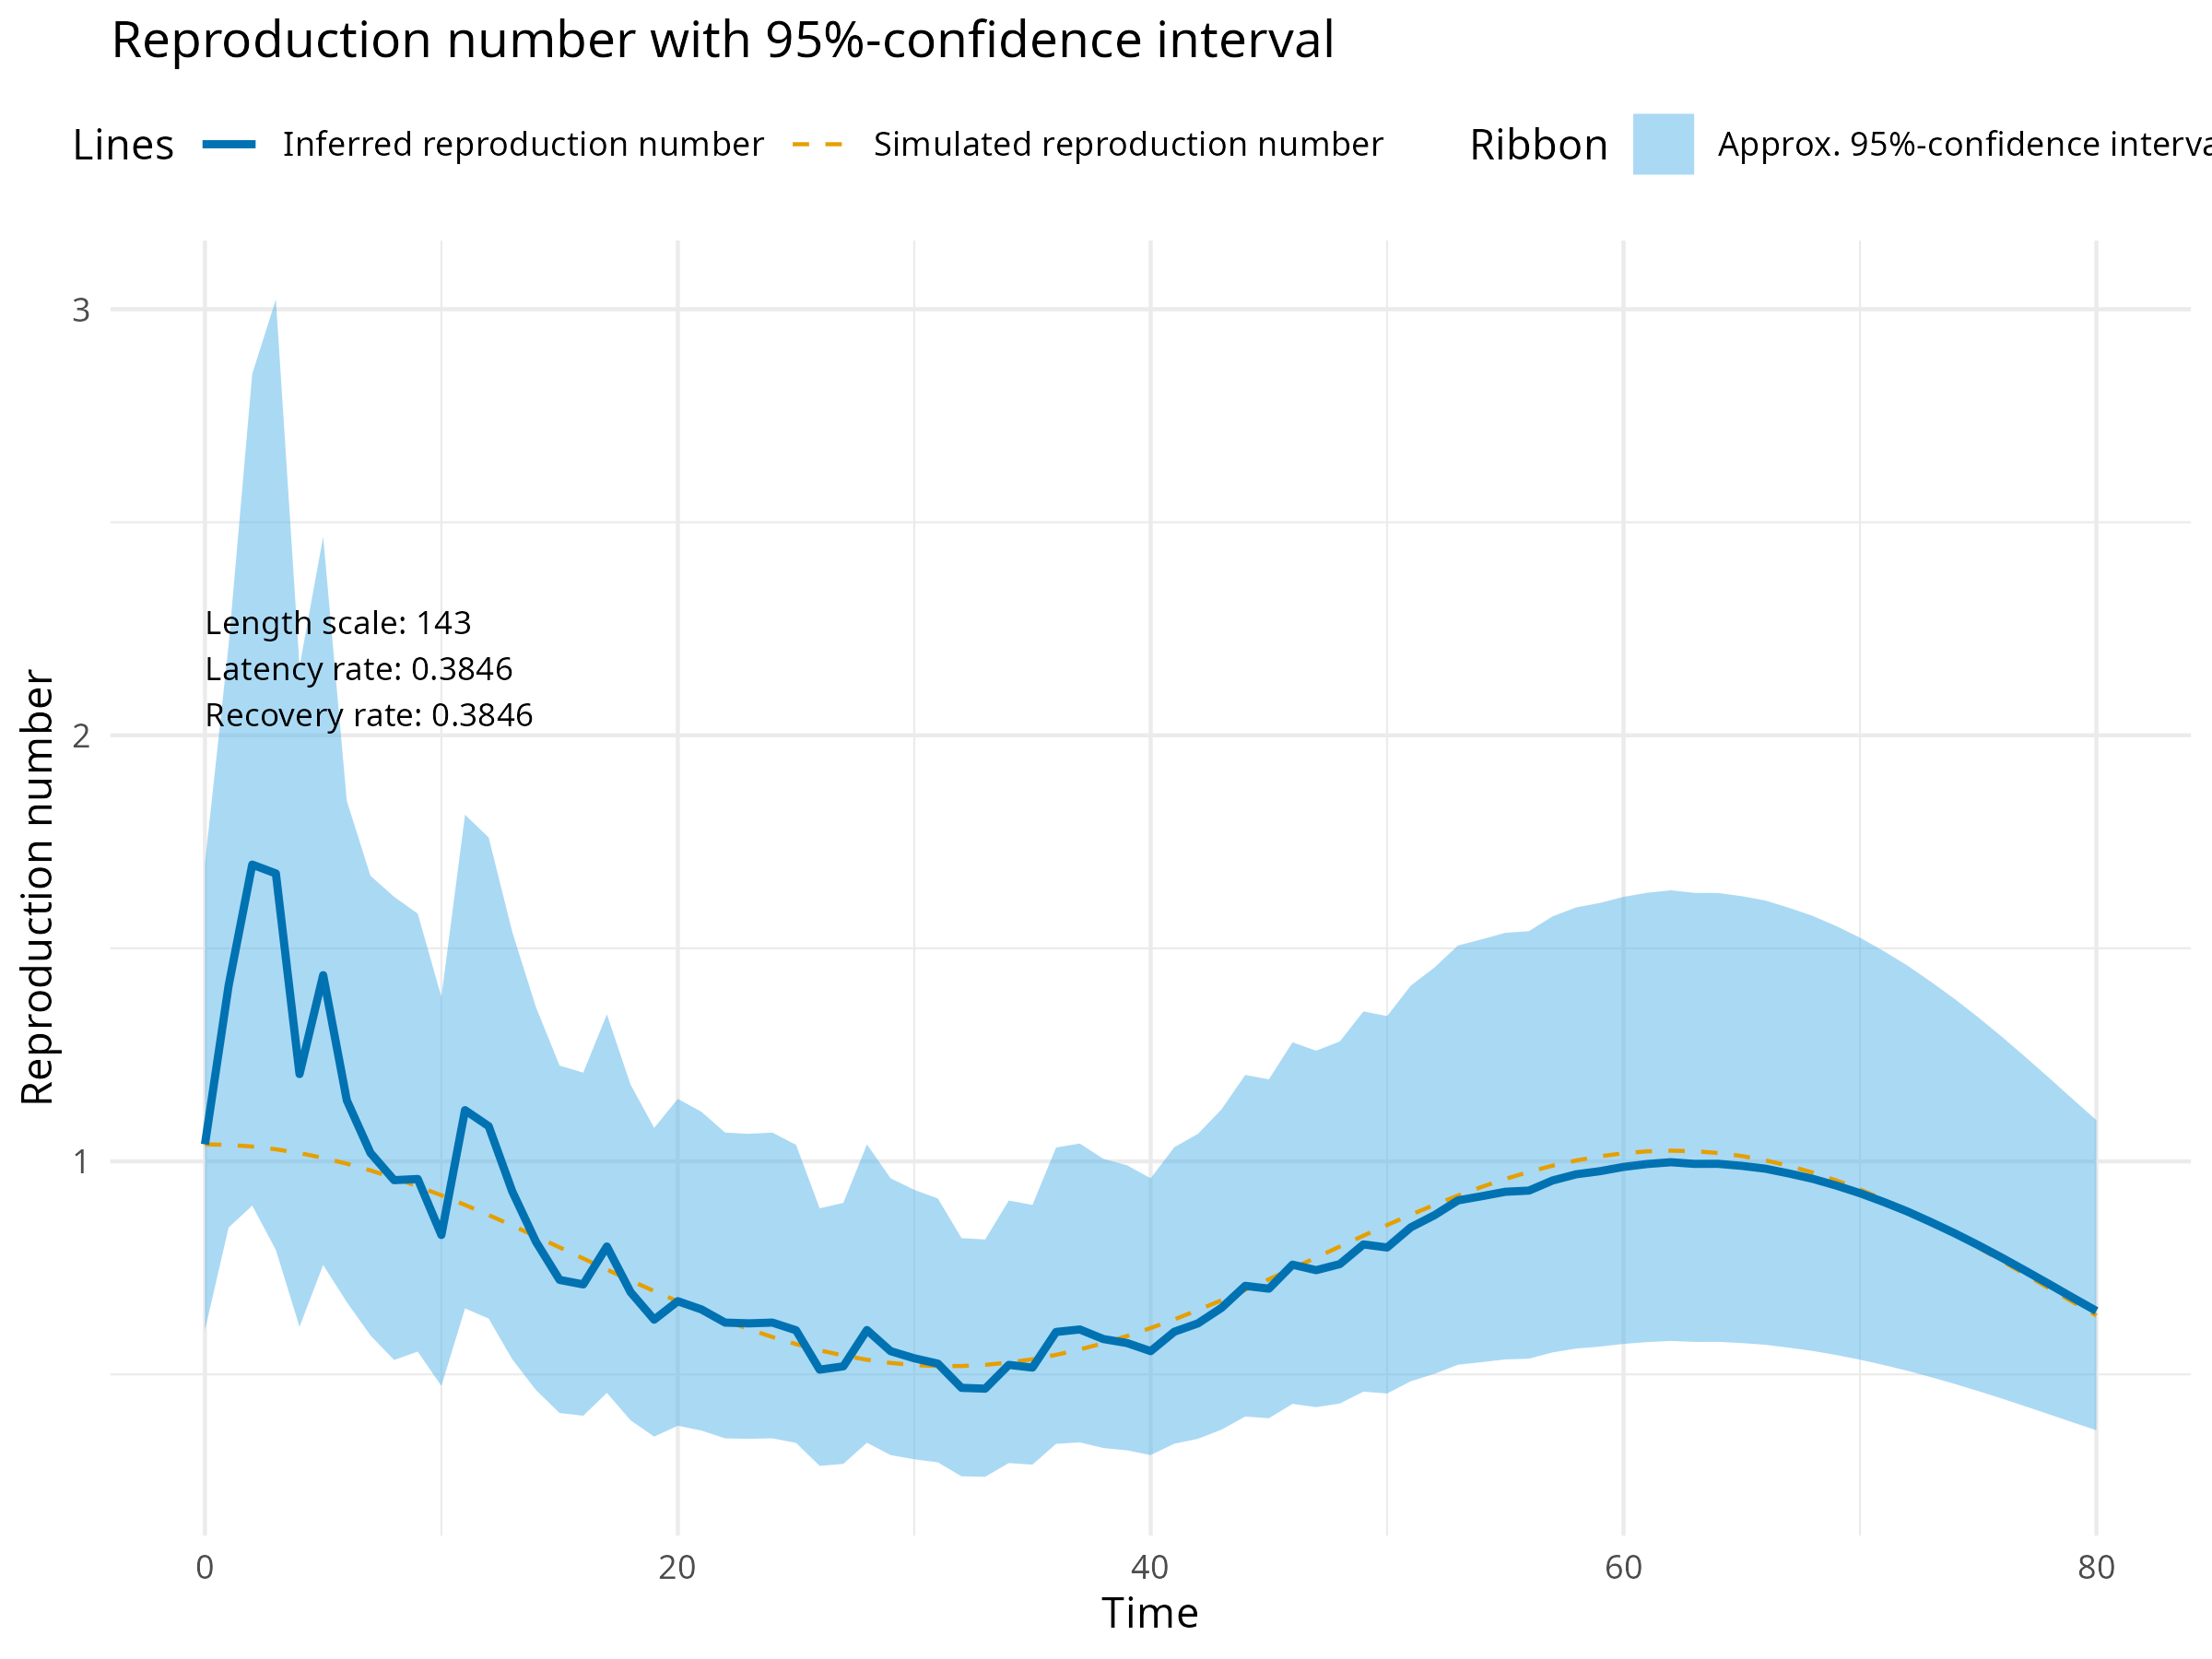 Reproduction number with 95%-confidence interval
Lines Inferred reproduction number Simulated reproduction number Ribbon Approx. 95%-confidence
3
2
1
Reproduction number
Length scale: 143
Latency rate: 0.3846
Recovery rate: 0.3846
0 20 40 60 80
Time